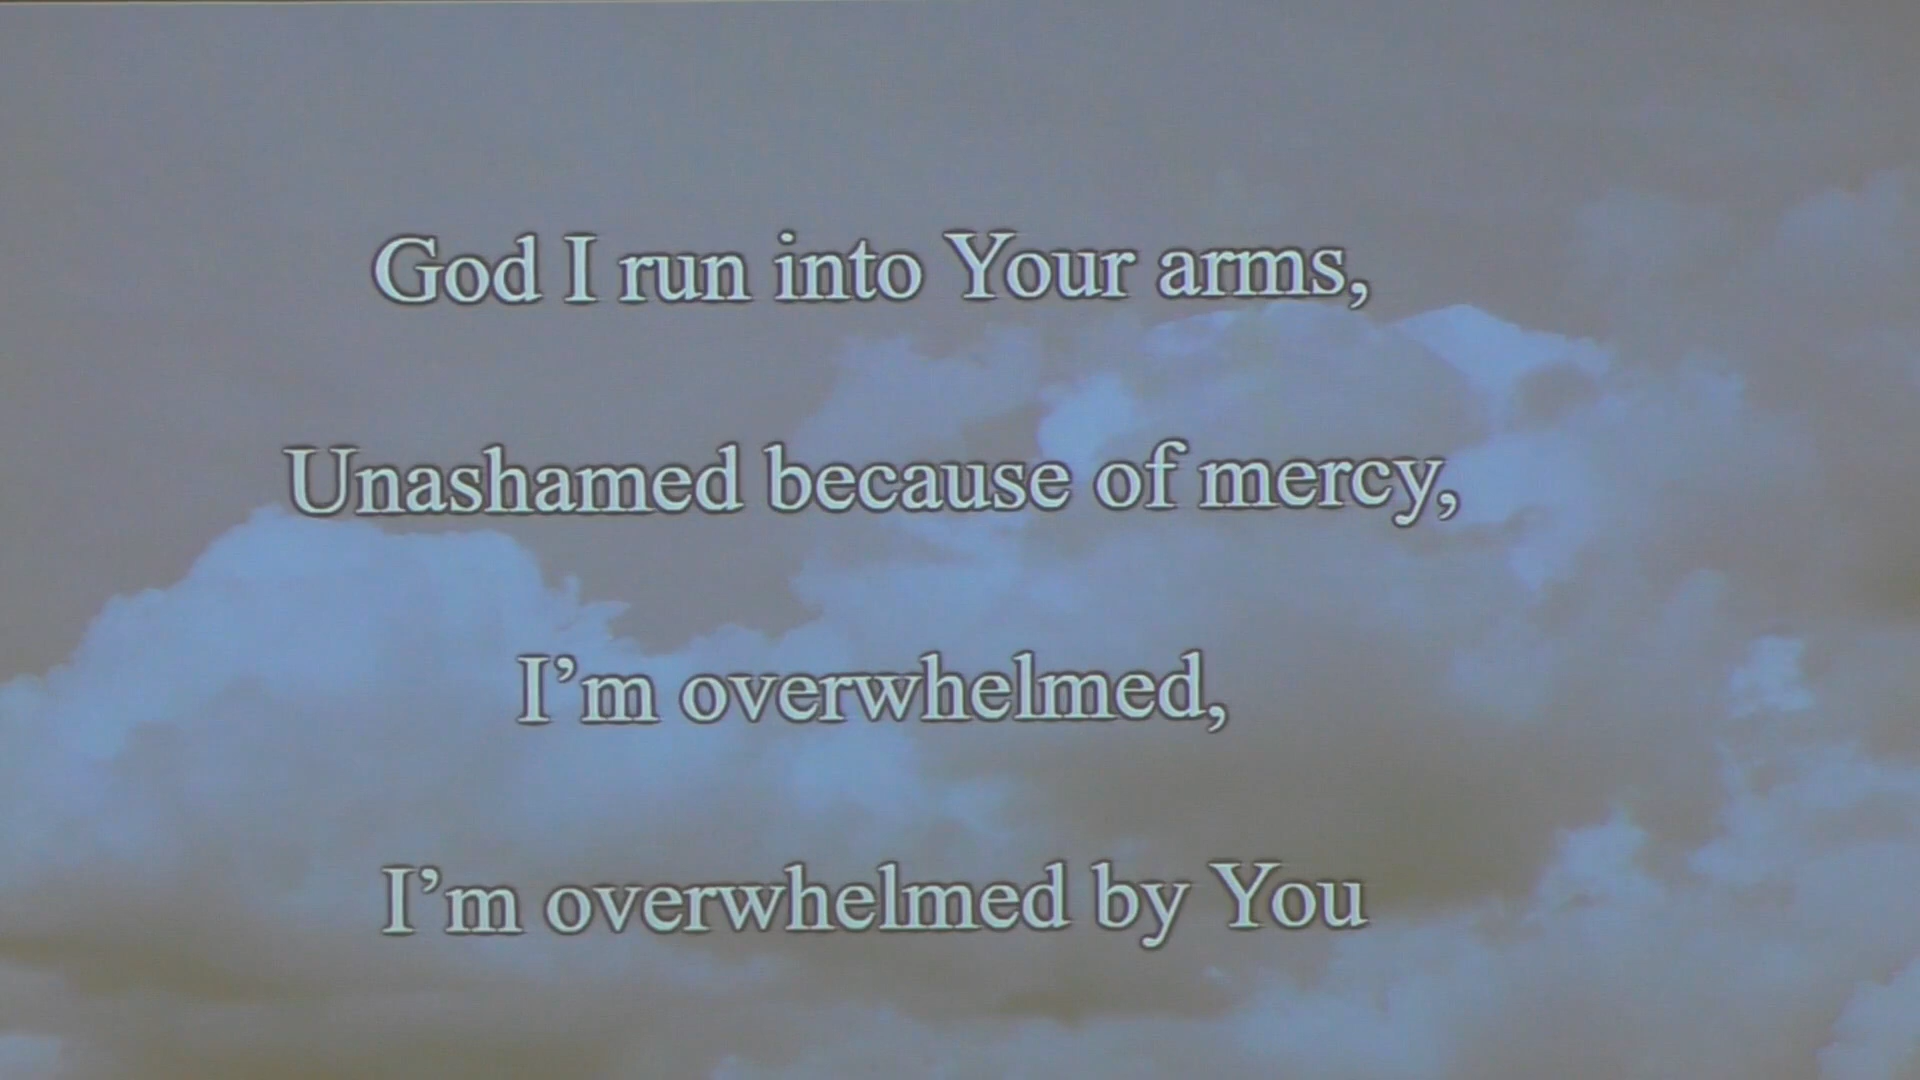 God I run into Your arms,
Unashamed because of mercy,
I’m overwhelmed,
I’m overwhelmed by You